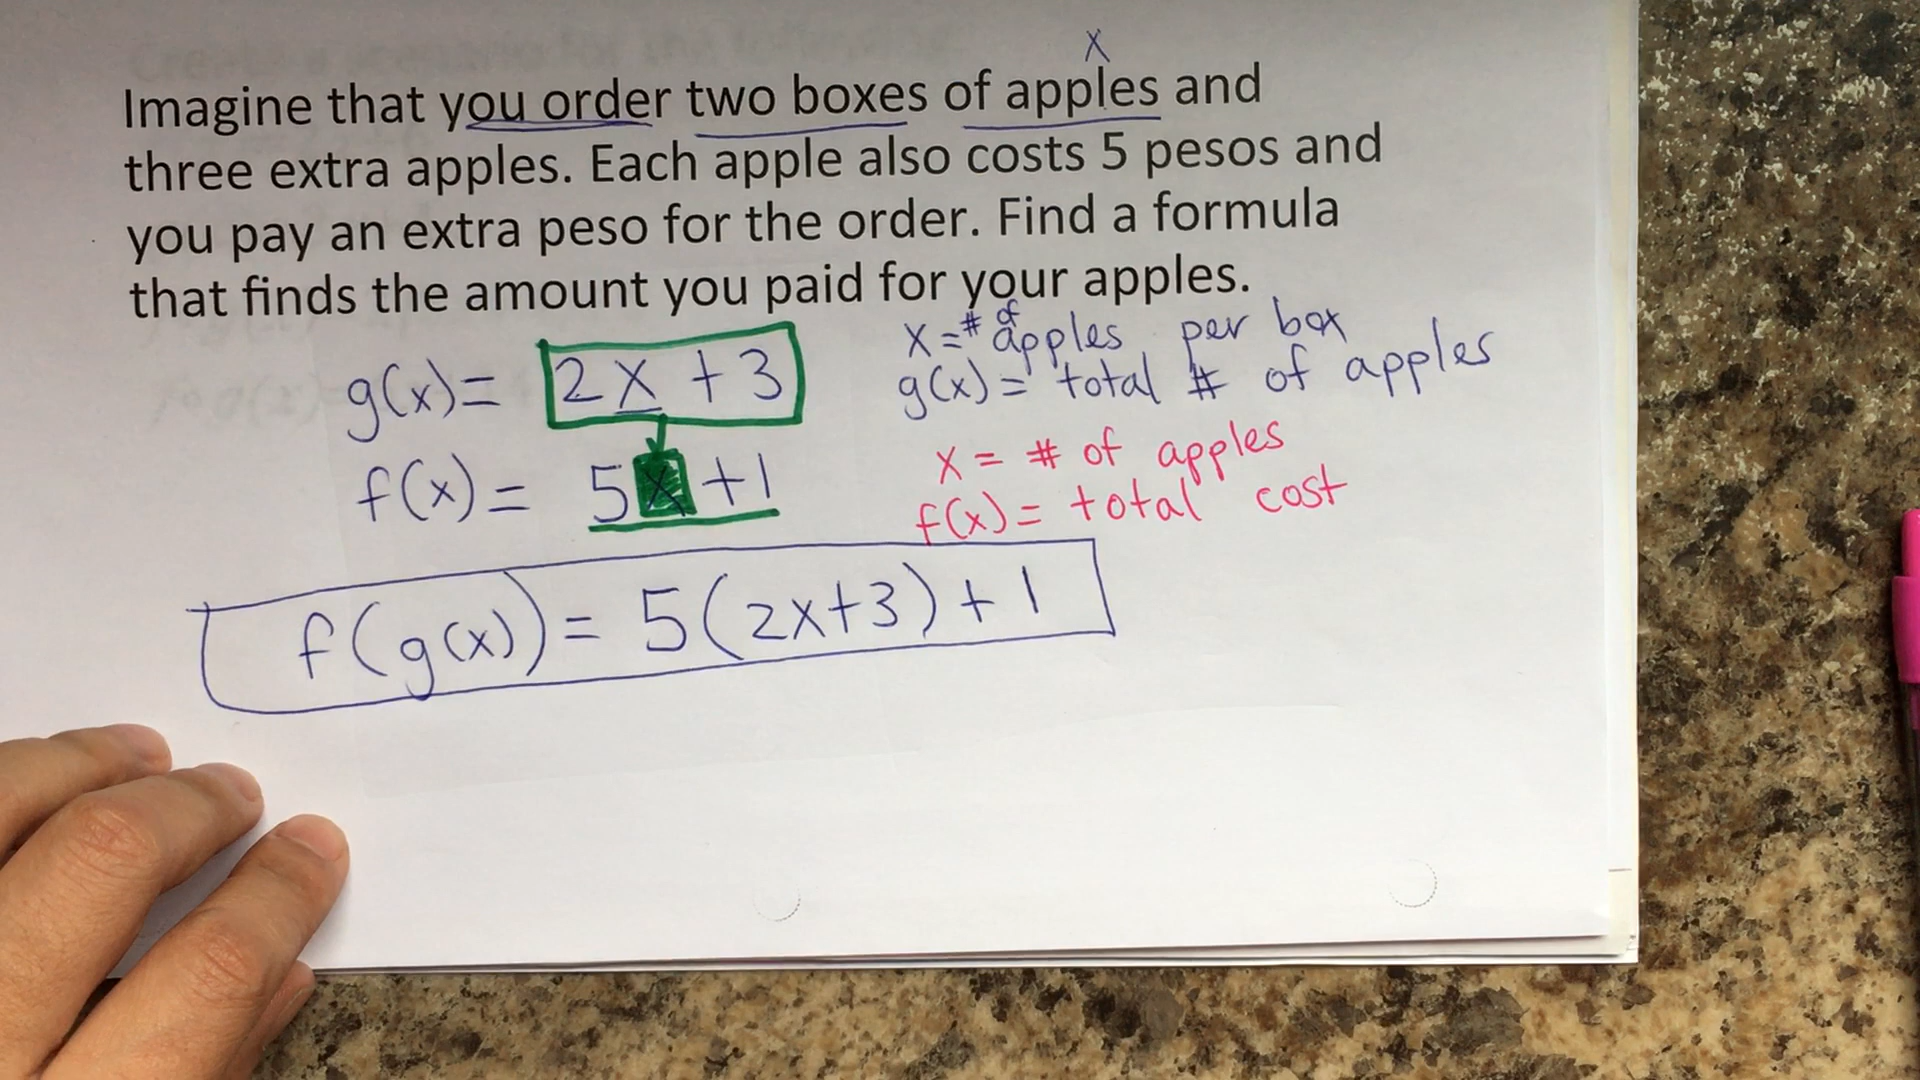 X
Imagine that you order two boxes of apples and
three extra apples. Each apple also costs 5 pesos and
you pay an extra peso for the order. Find a formula
that finds the amount you paid for your apples.
x = # of apples per box
g(x) = 2x + 3
g(x) = total # of apples
x = # of apples
f(x) = 5x + 1
f(x) = total cost
f(g(x)) = 5(2x+3) + 1